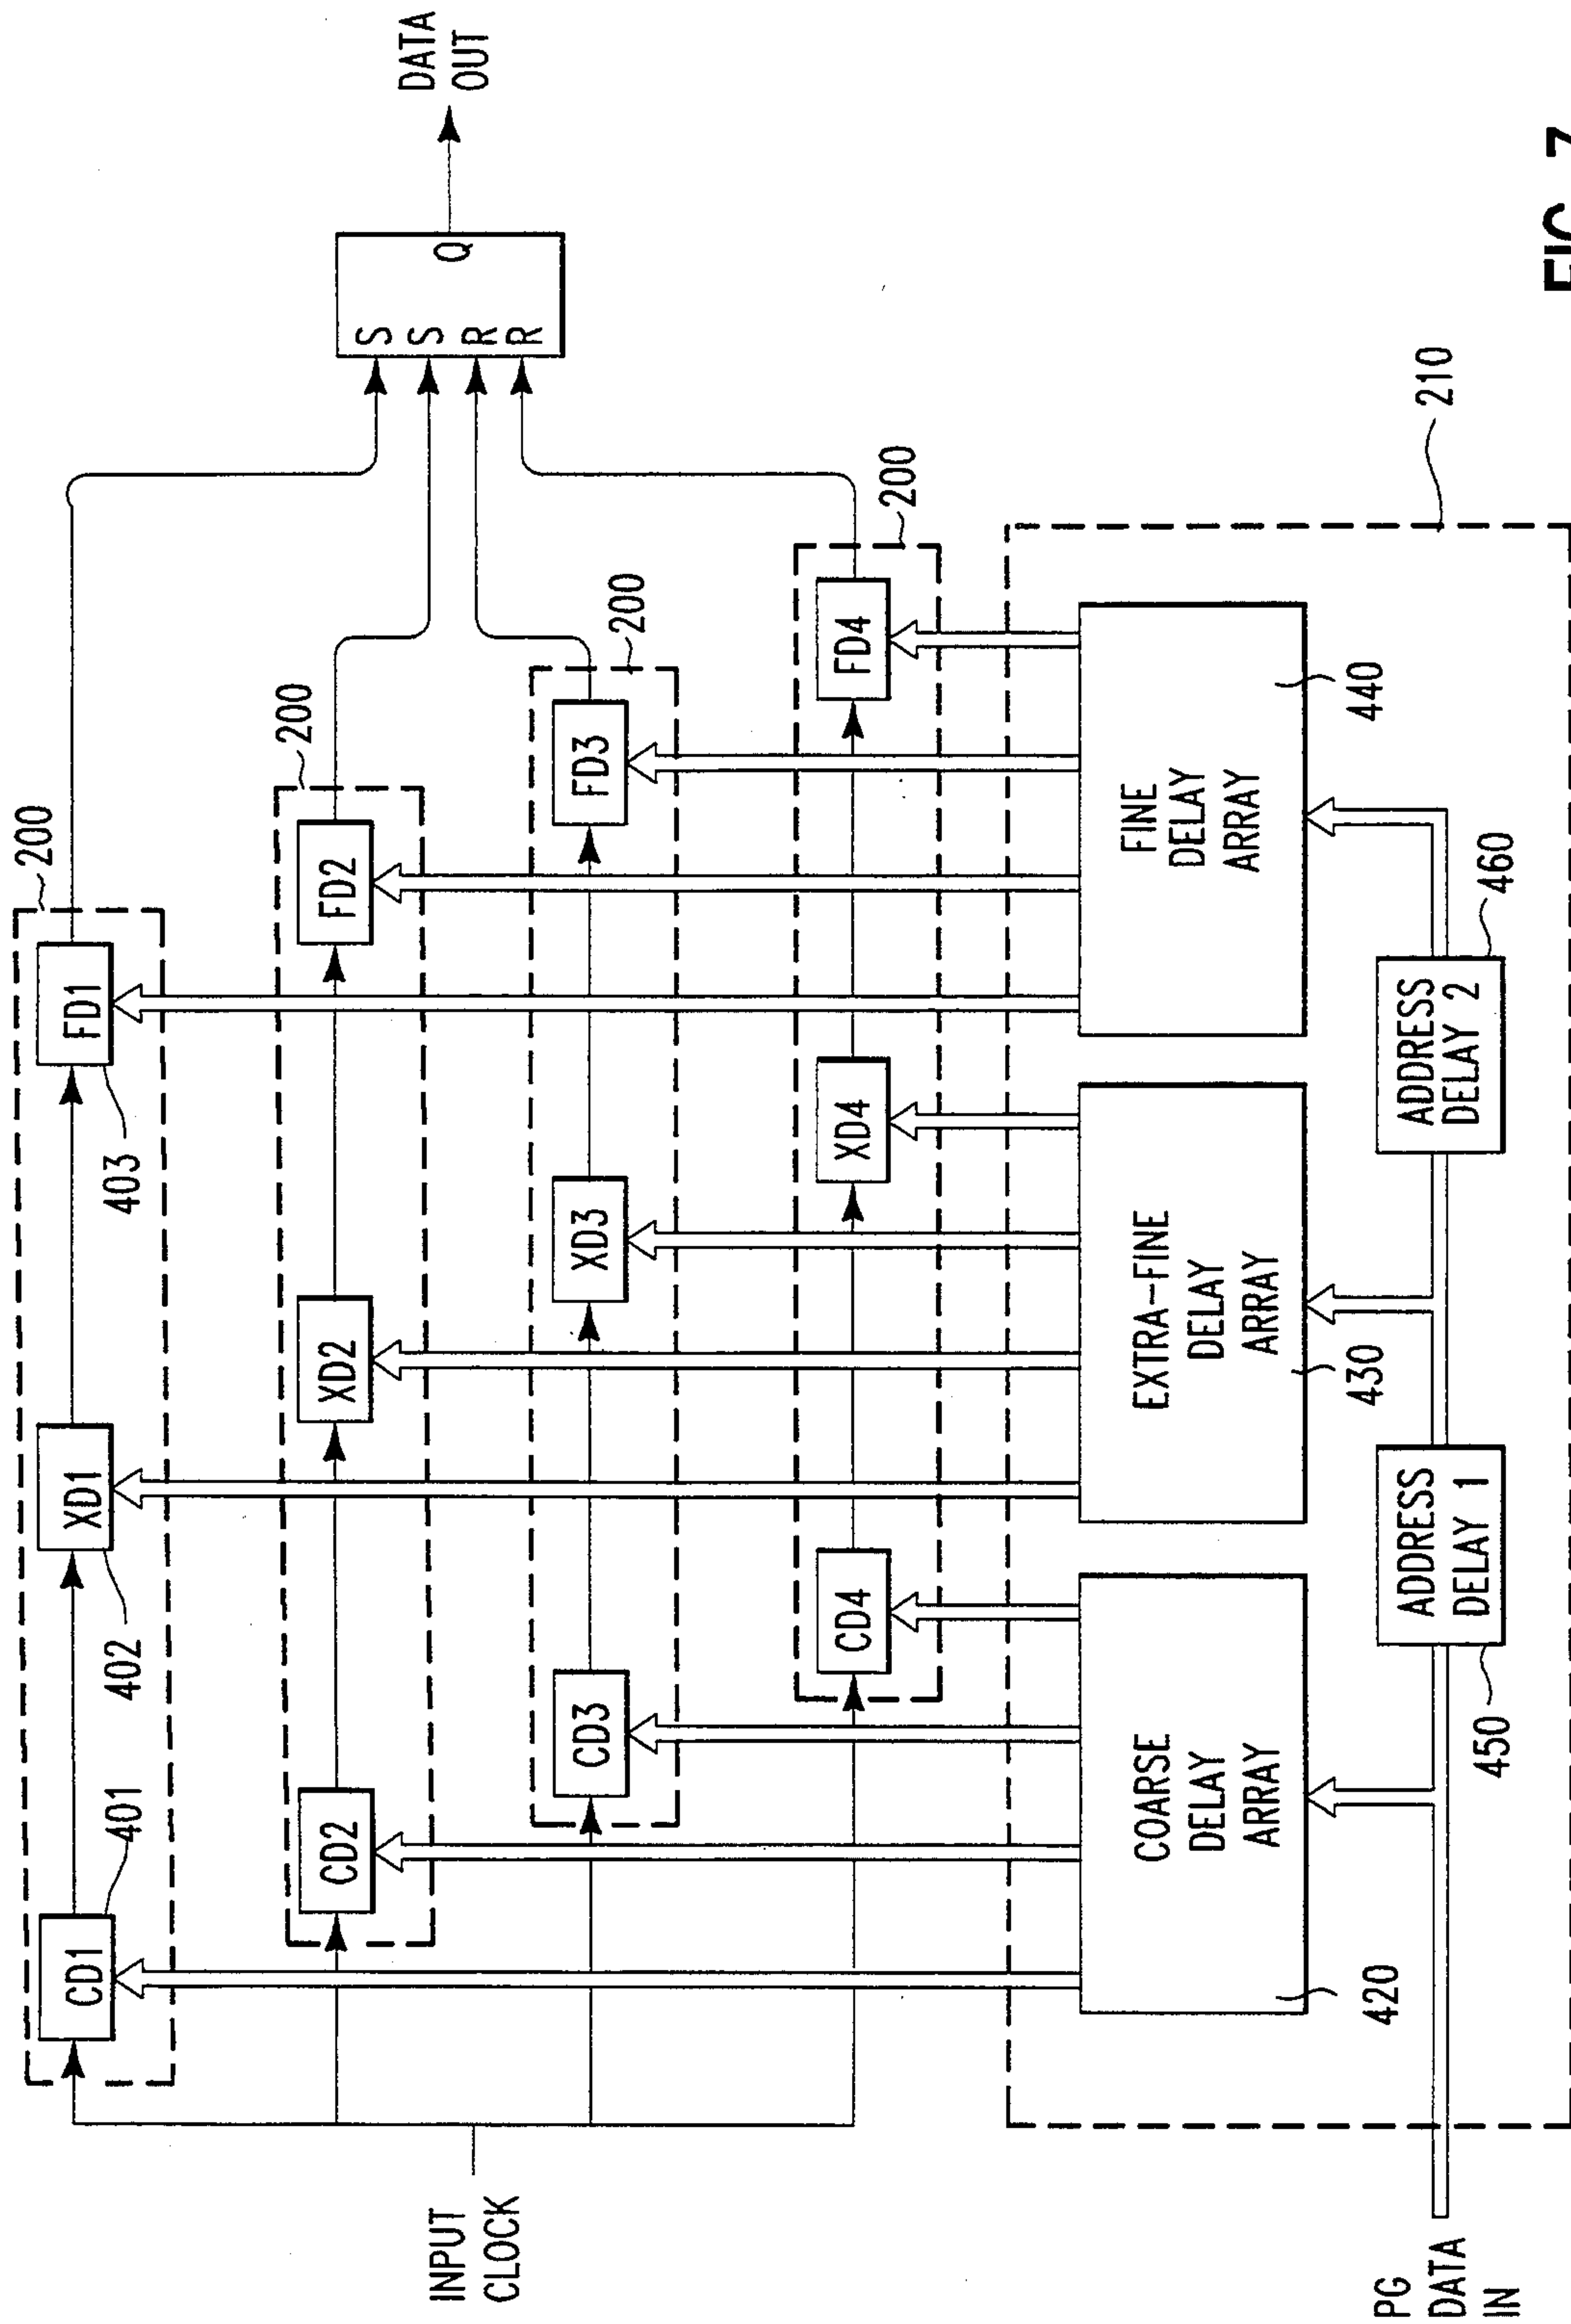 200
CD1
401
XD1
402
FD1
403
200
CD2
XD2
FD2
200
CD3
XD3
FD3
200
CD4
XD4
FD4
INPUT
CLOCK
S
S
R
R
Q
DATA
OUT
210
COARSE
DELAY
ARRAY
420
EXTRA-FINE
DELAY
ARRAY
430
FINE
DELAY
ARRAY
440
ADDRESS
DELAY 1
450
ADDRESS
DELAY 2
460
PG
DATA
IN